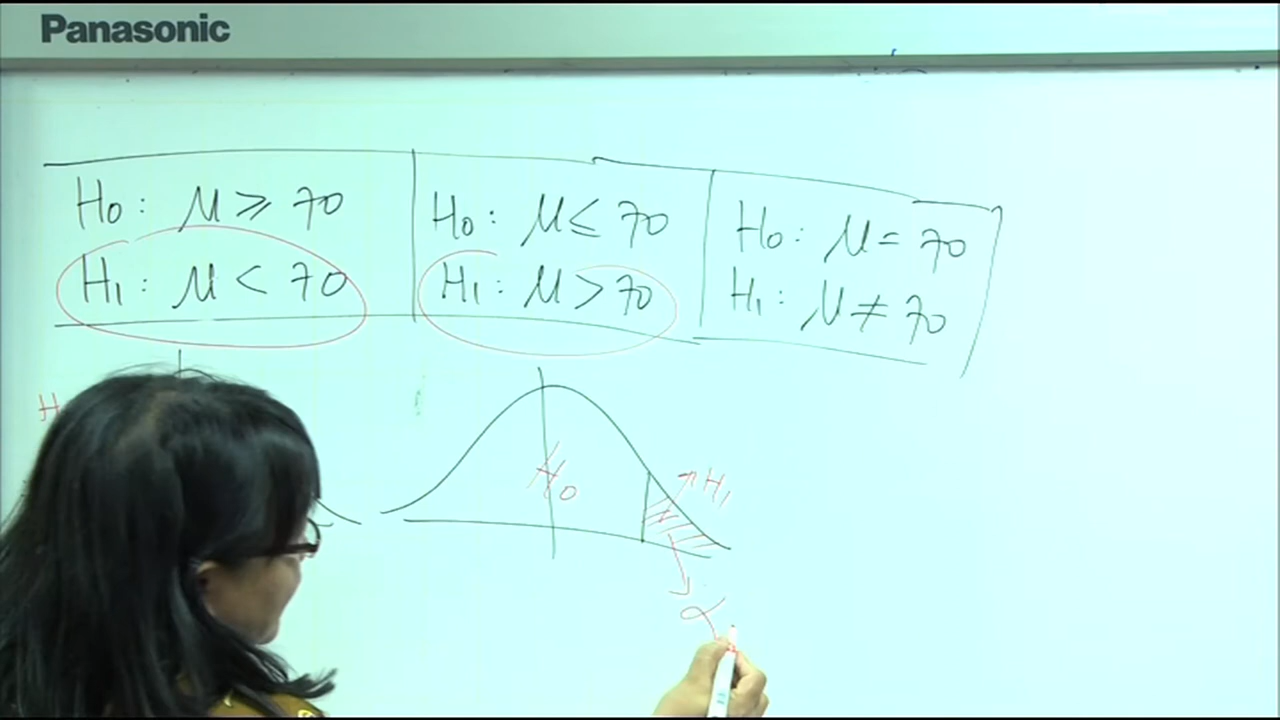 Panasonic
H₀: μ ≥ 70
H₁: μ < 70
H₀: μ ≤ 70
H₁: μ > 70
H₀: μ = 70
H₁: μ ≠ 70
H
H₀
H₁
α